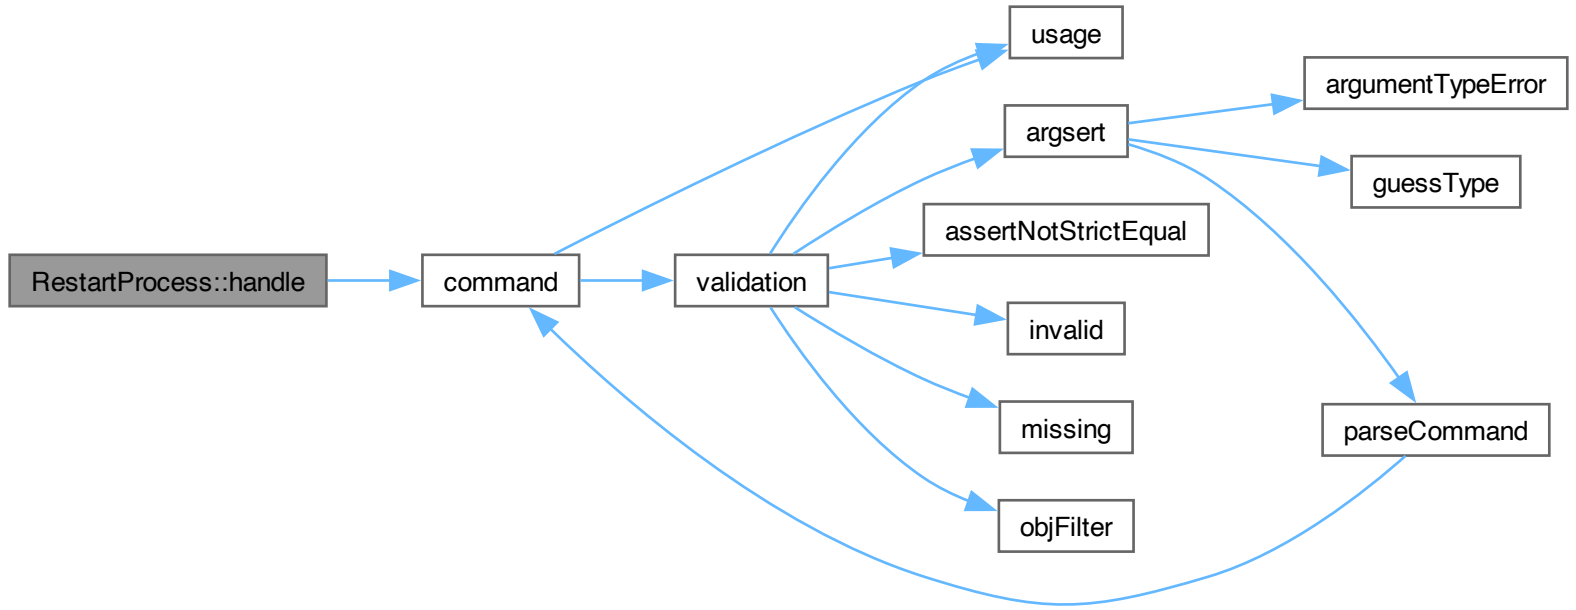 RestartProcess::handle
command
validation
usage
argsert
assertNotStrictEqual
invalid
missing
objFilter
argumentTypeError
guessType
parseCommand